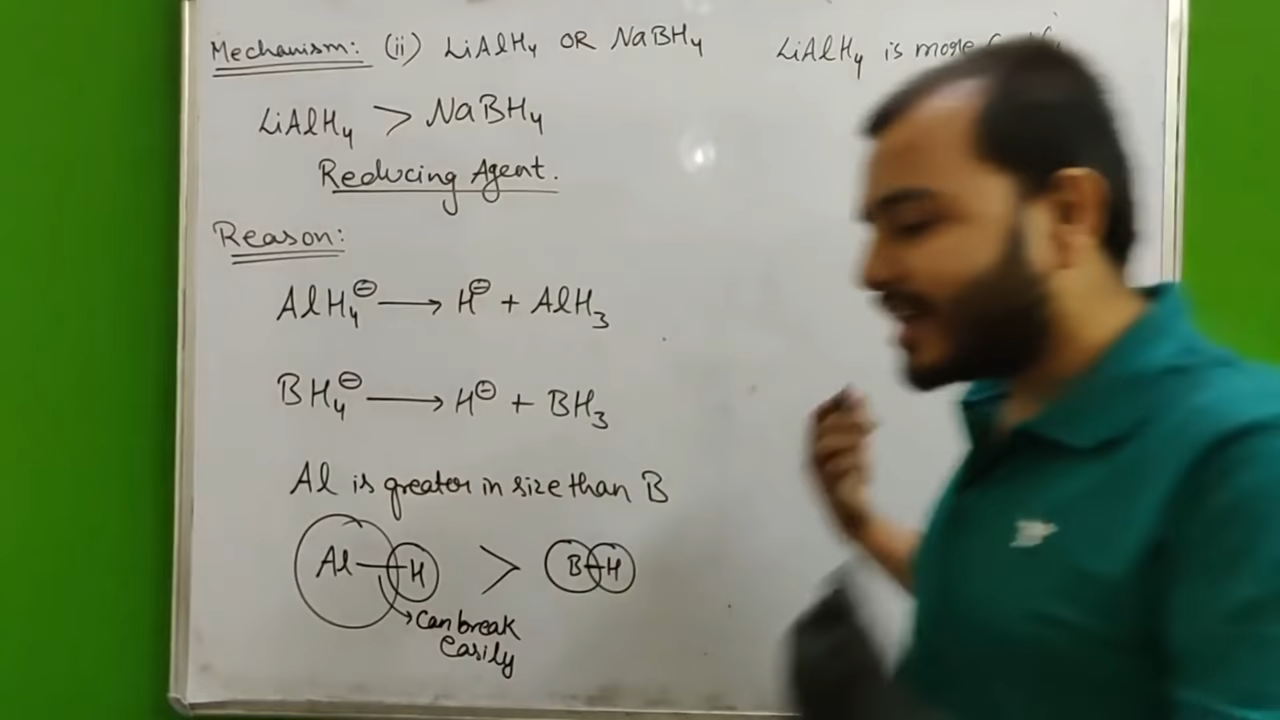 Mechanism: (ii) LiAlH₄ OR NaBH₄
LiAlH₄ is more
LiAlH₄ > NaBH₄
Reducing Agent.
Reason:
AlH₄⊖ ⟶ H⊖ + AlH₃
BH₄⊖ ⟶ H⊖ + BH₃
Al is greater in size than B
Al—H > B—H
Can break
Easily